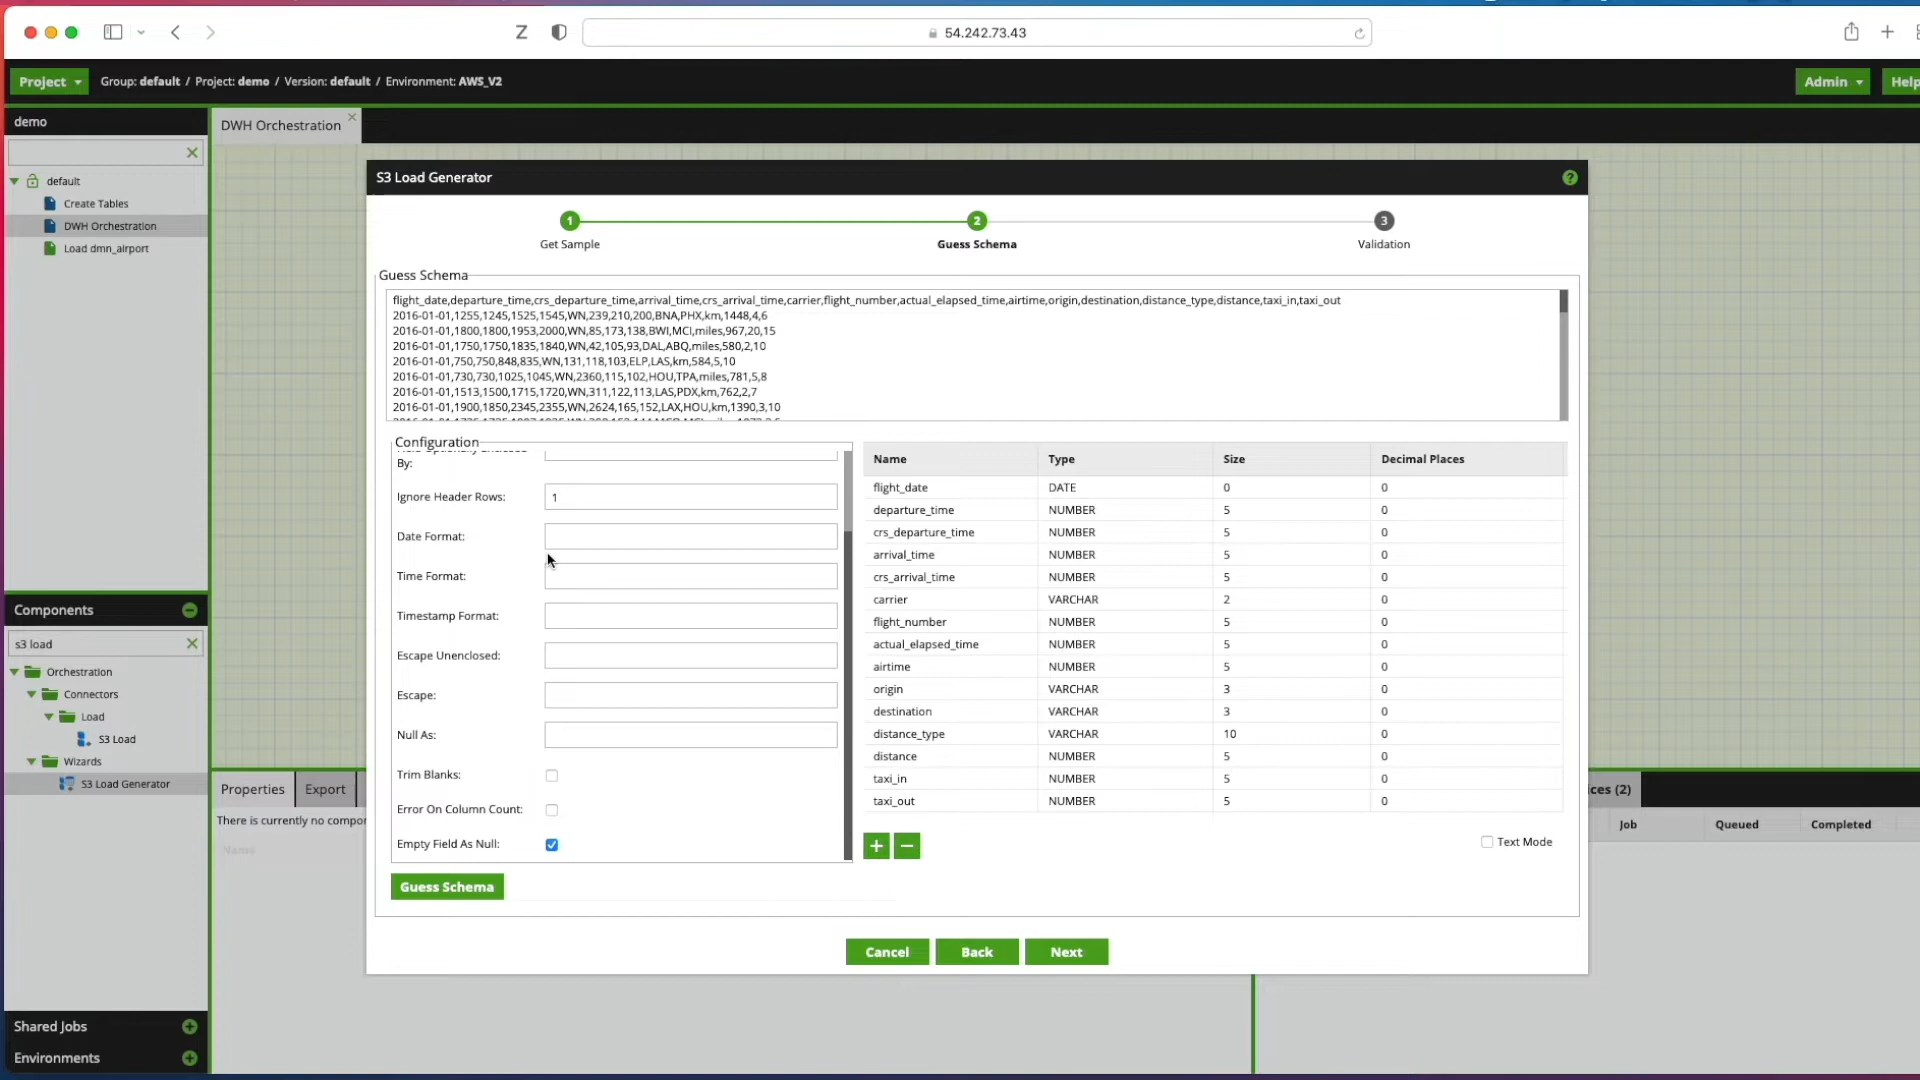 54.242.73.43
Project
Group: default / Project: demo / Version: default / Environment: AWS_V2
Admin
Help
demo
DWH Orchestration
default
Create Tables
DWH Orchestration
Load dmn_airport
S3 Load Generator
1
2
3
Get Sample
Guess Schema
Validation
Guess Schema
flight_date,departure_time,crs_departure_time,arrival_time,crs_arrival_time,carrier,flight_number,actual_elapsed_time,airtime,origin,destination,distance_type,distance,taxi_in,taxi_out
2016-01-01,1255,1245,1525,1545,WN,239,210,200,BNA,PHX,km,1448,4,6
2016-01-01,1800,1800,1953,2000,WN,85,173,138,BWI,MCI,miles,967,20,15
2016-01-01,1750,1750,1835,1840,WN,42,105,93,DAL,ABQ,miles,580,2,10
2016-01-01,750,750,848,835,WN,131,118,103,ELP,LAS,km,584,5,10
2016-01-01,730,730,1025,1045,WN,2360,115,102,HOU,TPA,miles,781,5,8
2016-01-01,1513,1500,1715,1720,WN,311,122,113,LAS,PDX,km,762,2,7
2016-01-01,1900,1850,2345,2355,WN,2624,165,152,LAX,HOU,km,1390,3,10
Configuration
By:
Ignore Header Rows: 1
Date Format:
Time Format:
Timestamp Format:
Escape Unenclosed:
Escape:
Null As:
Trim Blanks:
Error On Column Count:
Empty Field As Null:
Guess Schema
Name Type Size Decimal Places
flight_date DATE 0 0
departure_time NUMBER 5 0
crs_departure_time NUMBER 5 0
arrival_time NUMBER 5 0
crs_arrival_time NUMBER 5 0
carrier VARCHAR 2 0
flight_number NUMBER 5 0
actual_elapsed_time NUMBER 5 0
airtime NUMBER 5 0
origin VARCHAR 3 0
destination VARCHAR 3 0
distance_type VARCHAR 10 0
distance NUMBER 5 0
taxi_in NUMBER 5 0
taxi_out NUMBER 5 0
Text Mode
Cancel
Back
Next
Components
s3 load
Orchestration
Connectors
Load
S3 Load
Wizards
S3 Load Generator
Properties
Export
There is currently no compo
Name
ces (2)
Job
Queued
Completed
Shared Jobs
Environments